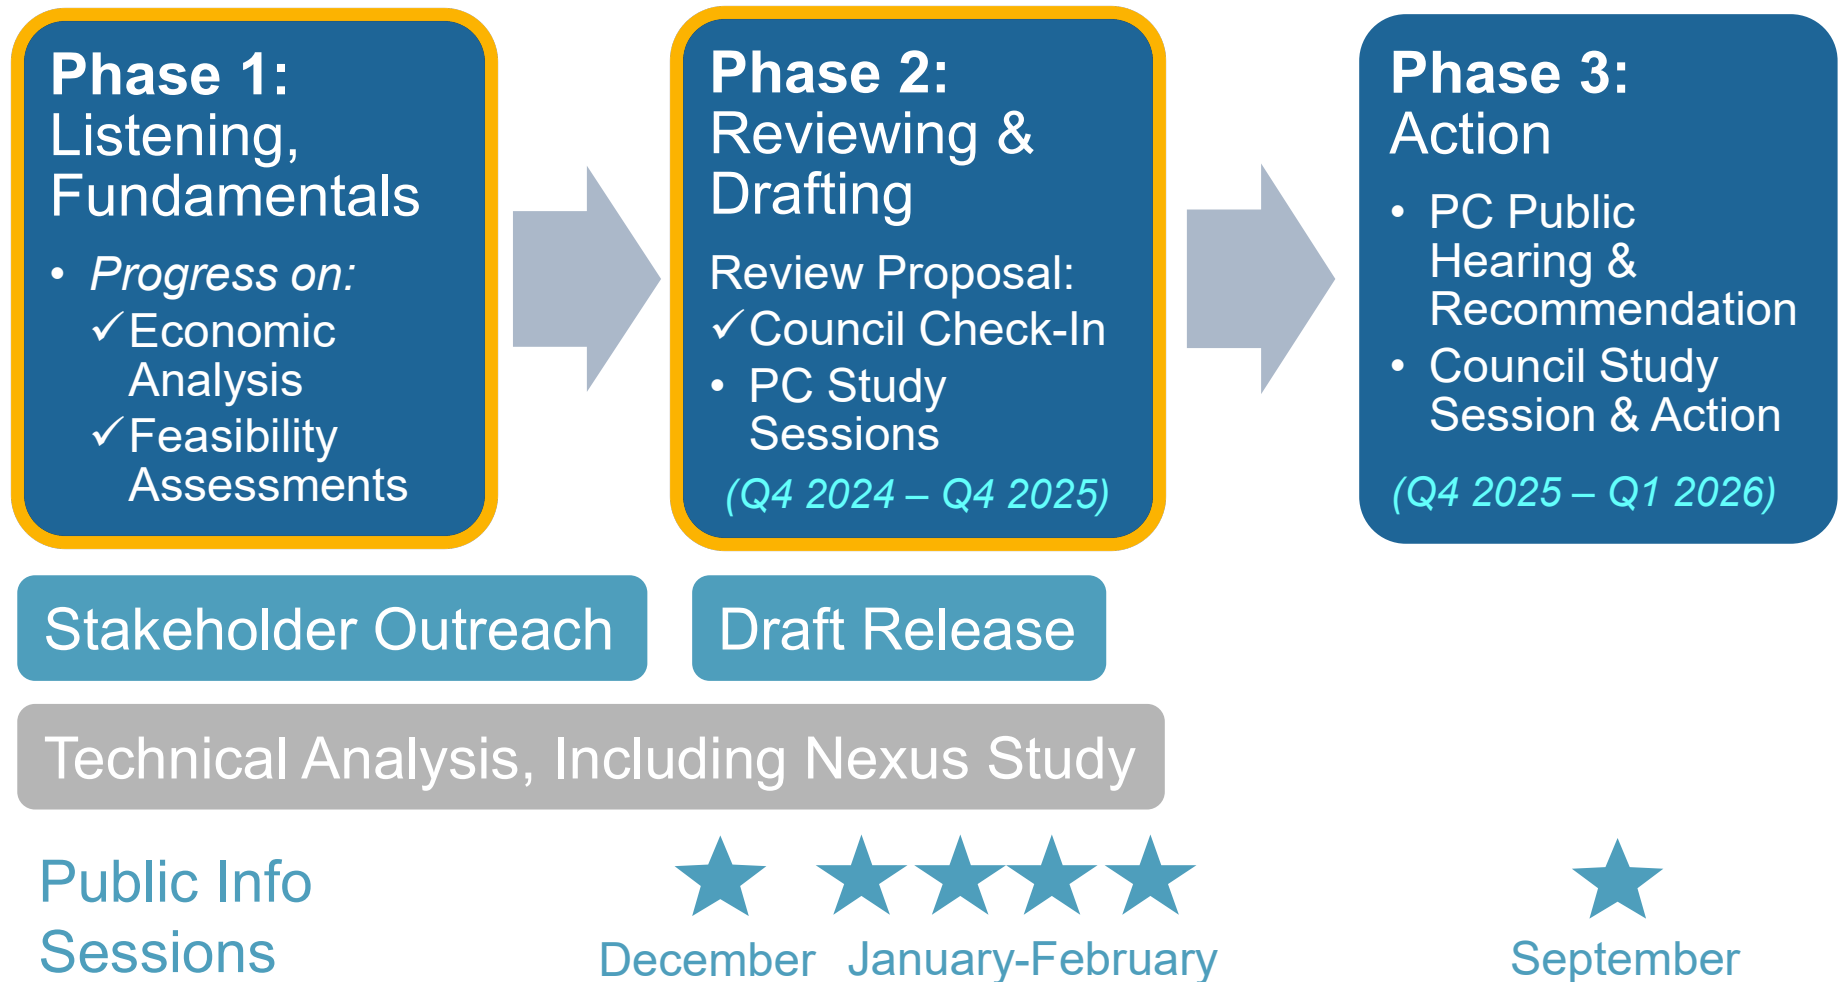 Phase 1:
Listening,
Fundamentals
• Progress on:
✓Economic
Analysis
✓Feasibility
Assessments
Phase 2:
Reviewing &
Drafting
Review Proposal:
✓Council Check-In
• PC Study
Sessions
(Q4 2024 – Q4 2025)
Phase 3:
Action
• PC Public
Hearing &
Recommendation
• Council Study
Session & Action
(Q4 2025 – Q1 2026)
Stakeholder Outreach
Draft Release
Technical Analysis, Including Nexus Study
Public Info
Sessions
December
January-February
September